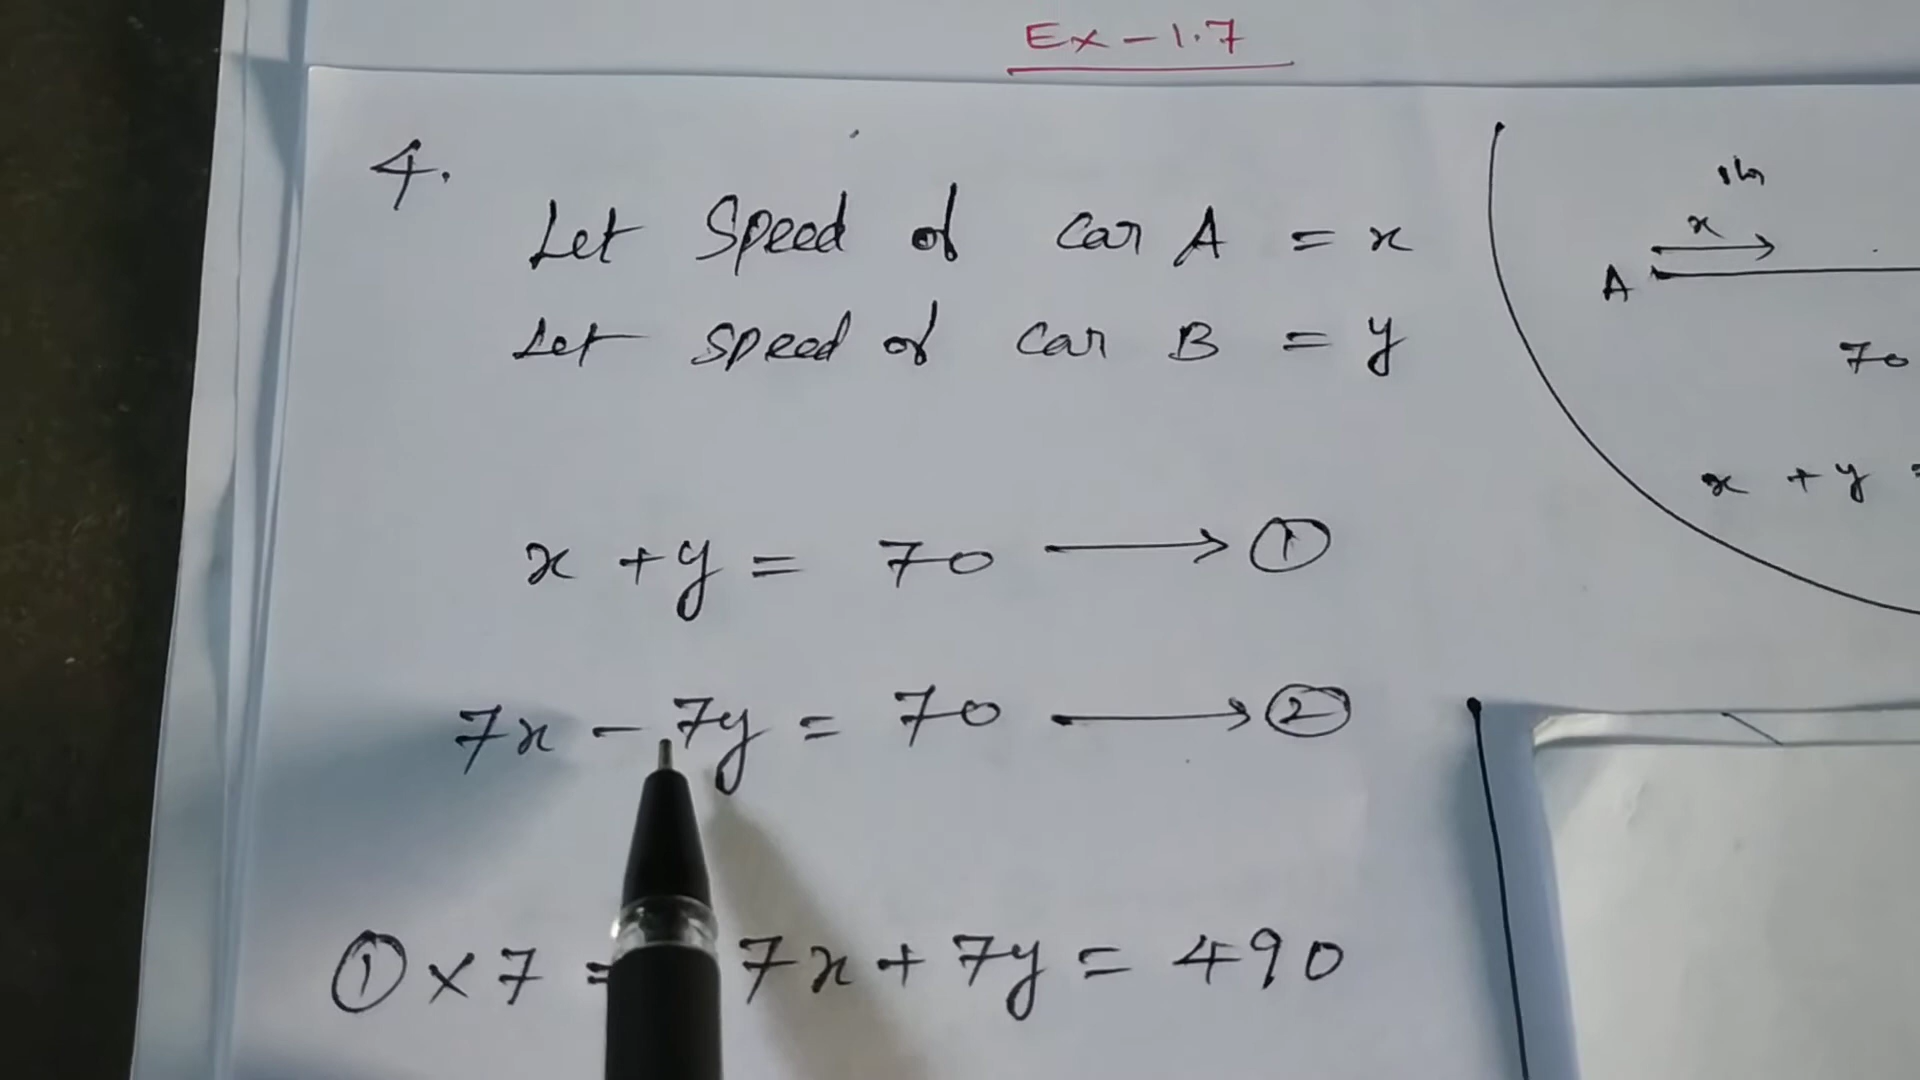 Ex-1.7
4.
Let Speed of car A = x
Let speed of car B = y
x + y = 70 → ①
7x - 7y = 70 → ②
① × 7 = 7x + 7y = 490
x
A
70
x + y =